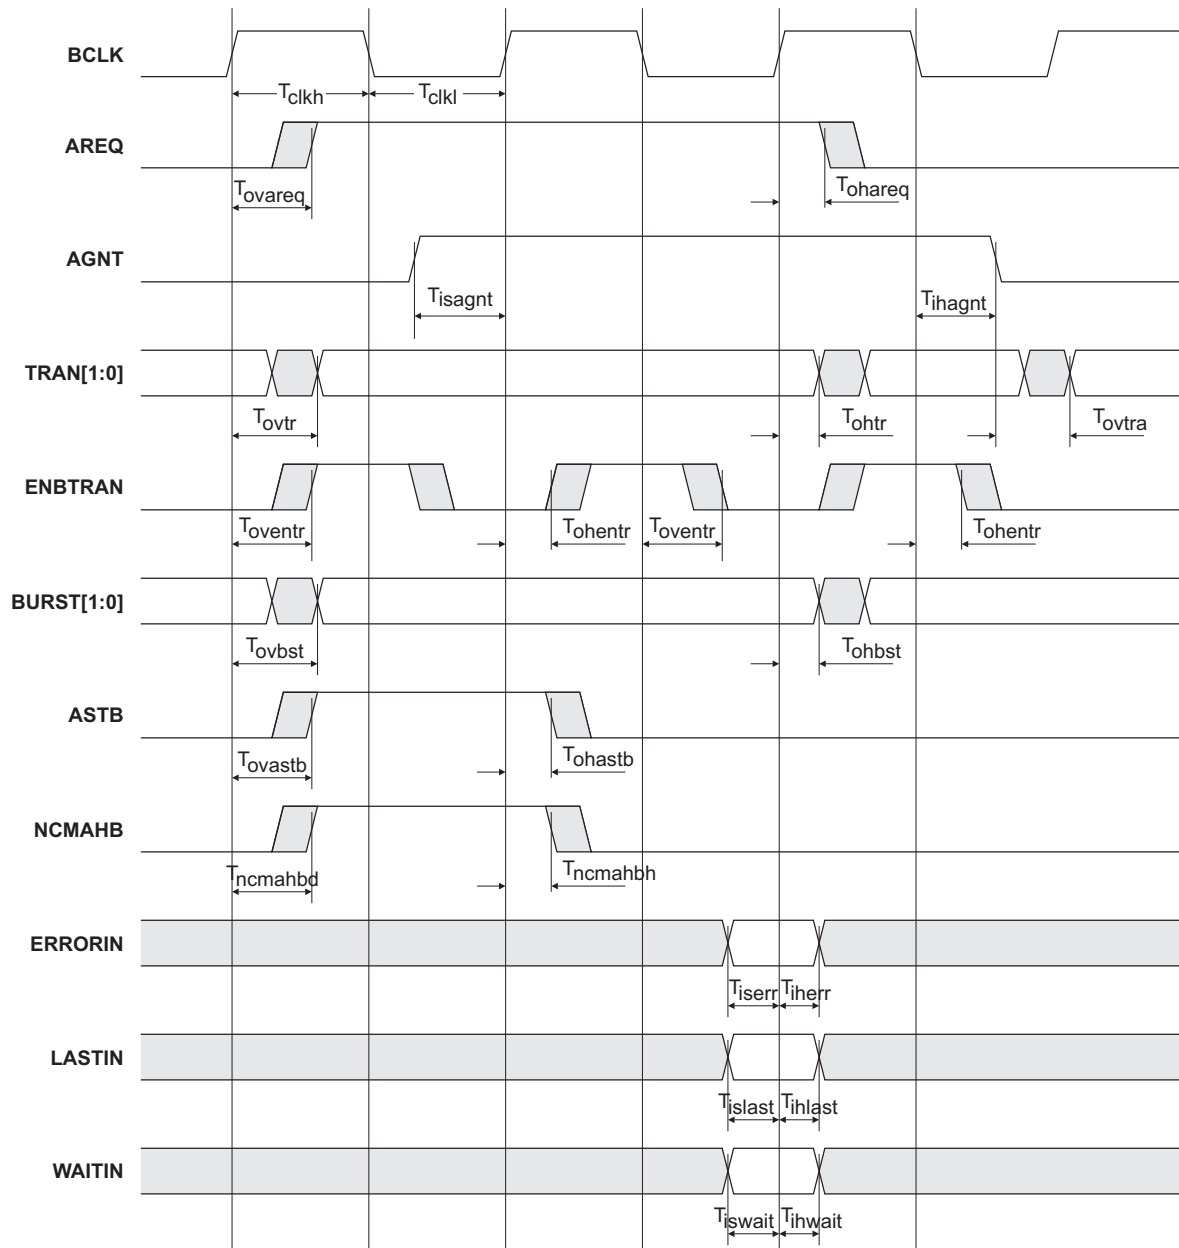 BCLK
Tclkh Tclkl
AREQ
Tovareq Tohareq
AGNT
Tisagnt Tihagnt
TRAN[1:0]
Tovtr Tohtr Tovtra
ENBTRAN
Toventr Tohentr Toventr Tohentr
BURST[1:0]
Tovbst Tohbst
ASTB
Tovastb Tohastb
NCMAHB
Tncmahbd Tncmahbh
ERRORIN
Tiserr Tiherr
LASTIN
Tislast Tihlast
WAITIN
Tiswait Tihwait